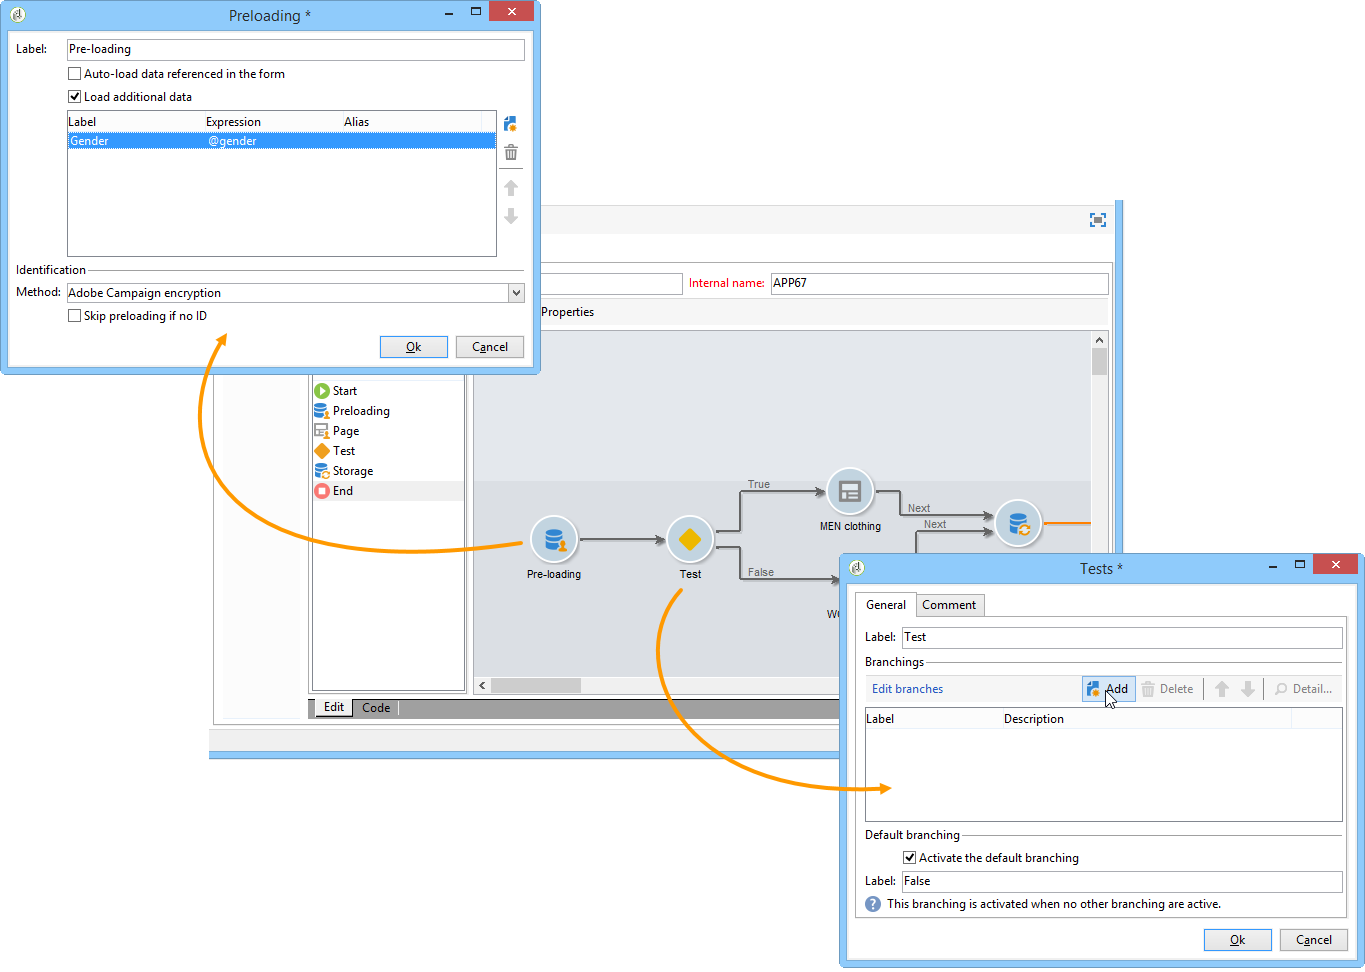 Preloading *
Label: Pre-loading
Auto-load data referenced in the form
Load additional data
Label Expression Alias
Gender @gender
Identification
Method: Adobe Campaign encryption
Skip preloading if no ID
Ok Cancel
Internal name: APP67
Properties
Start
Preloading
Page
Test
Storage
End
True
MEN clothing
Next
Next
Pre-loading
Test
False
Edit Code
Tests *
General Comment
Label: Test
Branchings
Edit branches Add Delete Detail...
Label Description
Default branching
Activate the default branching
Label: False
This branching is activated when no other branching are active.
Ok Cancel